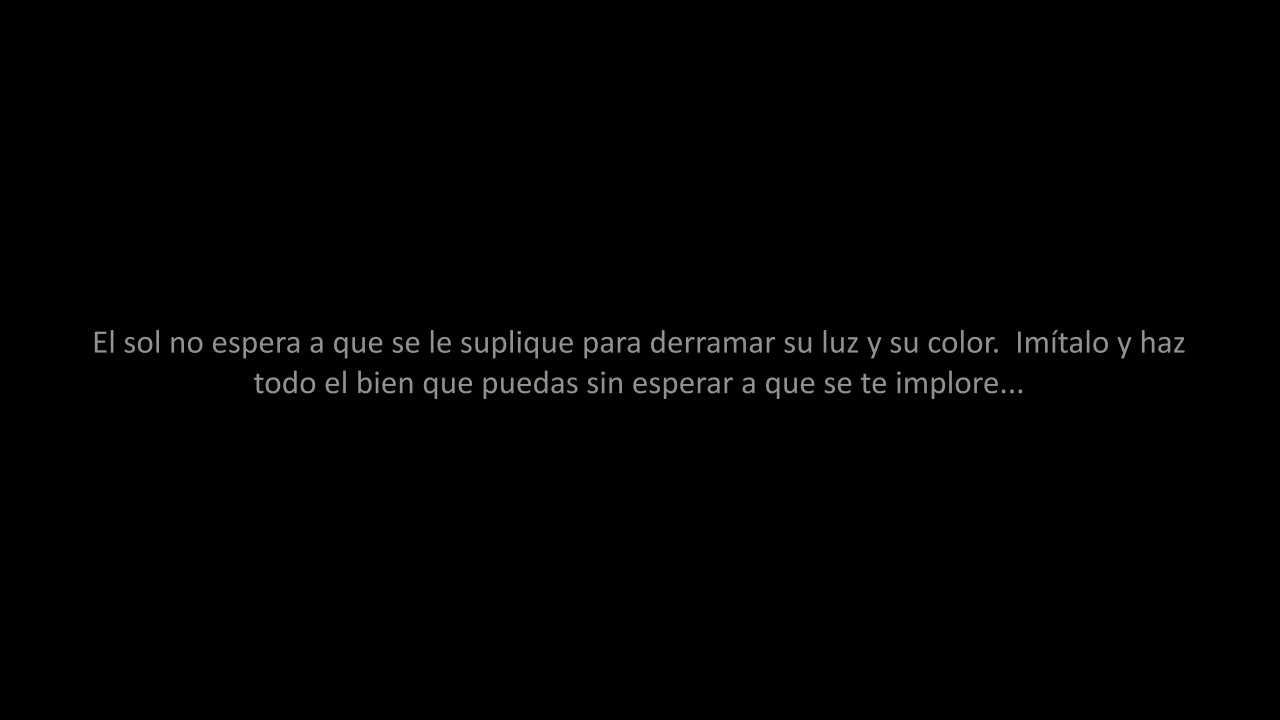 El sol no espera a que se le suplique para derramar su luz y su color.  Imítalo y haz
todo el bien que puedas sin esperar a que se te implore...